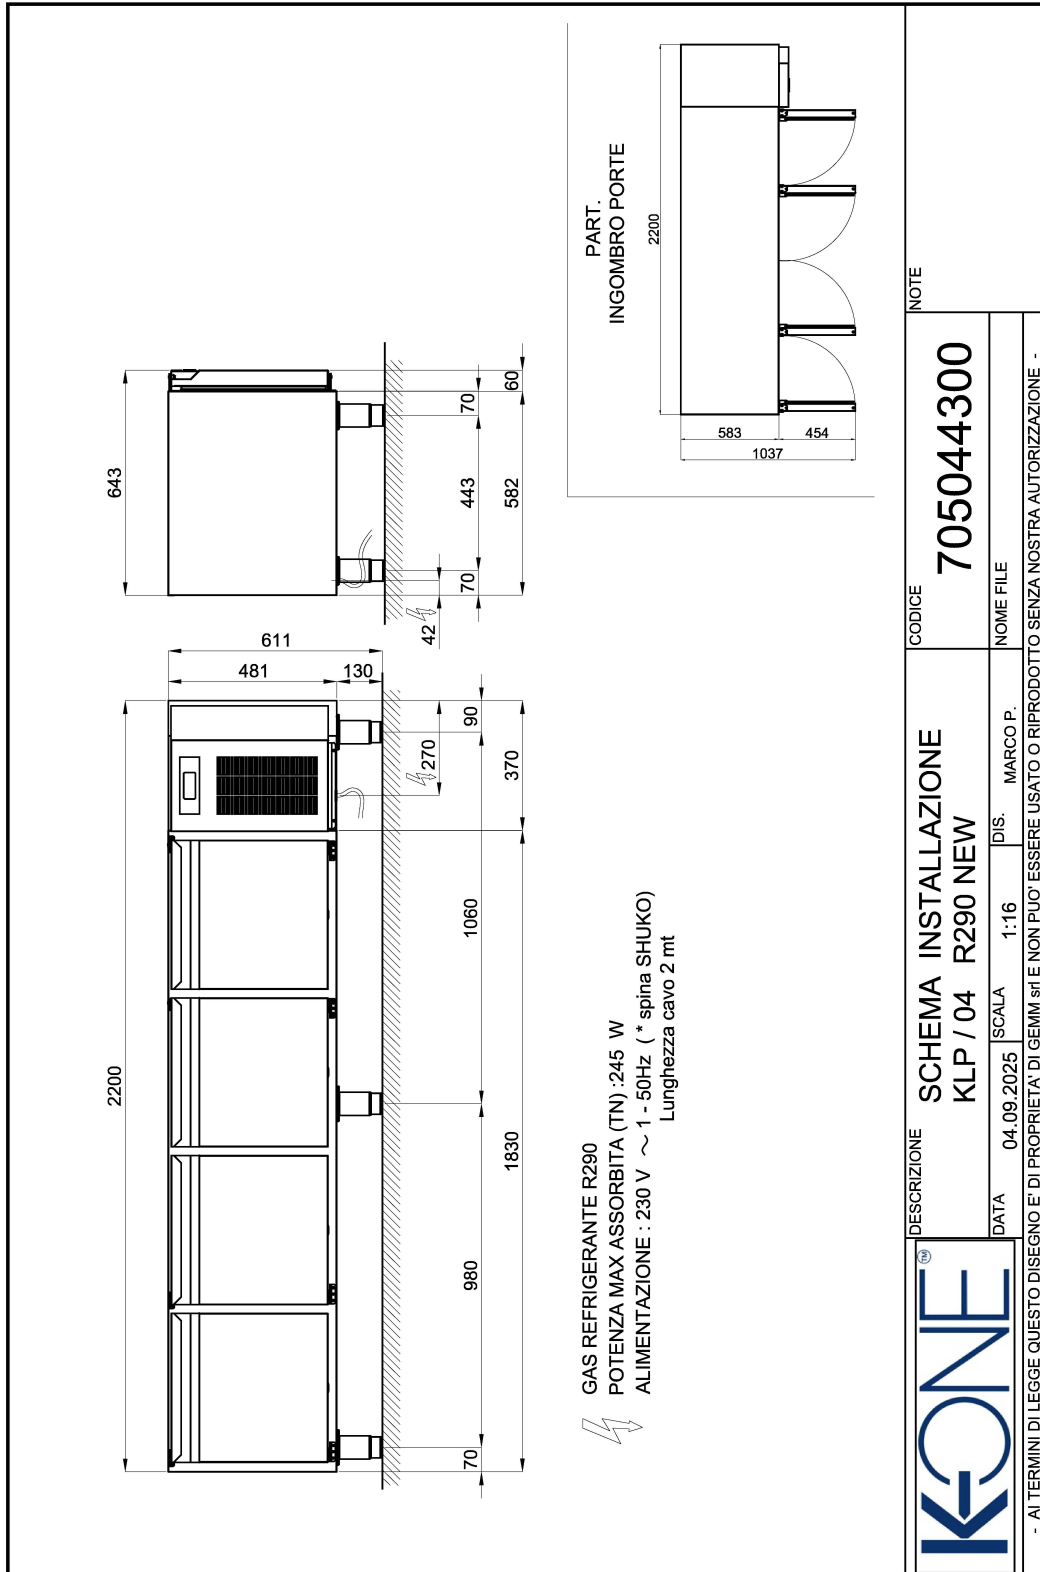 2200
481
130
611
270
90
1060
980
70
370
1830
643
42
70
443
70
582
60
PART.
INGOMBRO PORTE
2200
583
454
1037
GAS REFRIGERANTE R290
POTENZA MAX ASSORBITA (TN) :245 W
ALIMENTAZIONE : 230 V ~ 1 - 50Hz ( * spina SHUKO)
Lunghezza cavo 2 mt
K-ONE TM
DESCRIZIONE
SCHEMA INSTALLAZIONE
KLP / 04 R290 NEW
CODICE
705044300
NOTE
DATA 04.09.2025
SCALA 1:16
DIS. MARCO P.
NOME FILE
- AI TERMINI DI LEGGE QUESTO DISEGNO E' DI PROPRIETA' DI GEMM srl E NON PUO' ESSERE USATO O RIPRODOTTO SENZA NOSTRA AUTORIZZAZIONE -